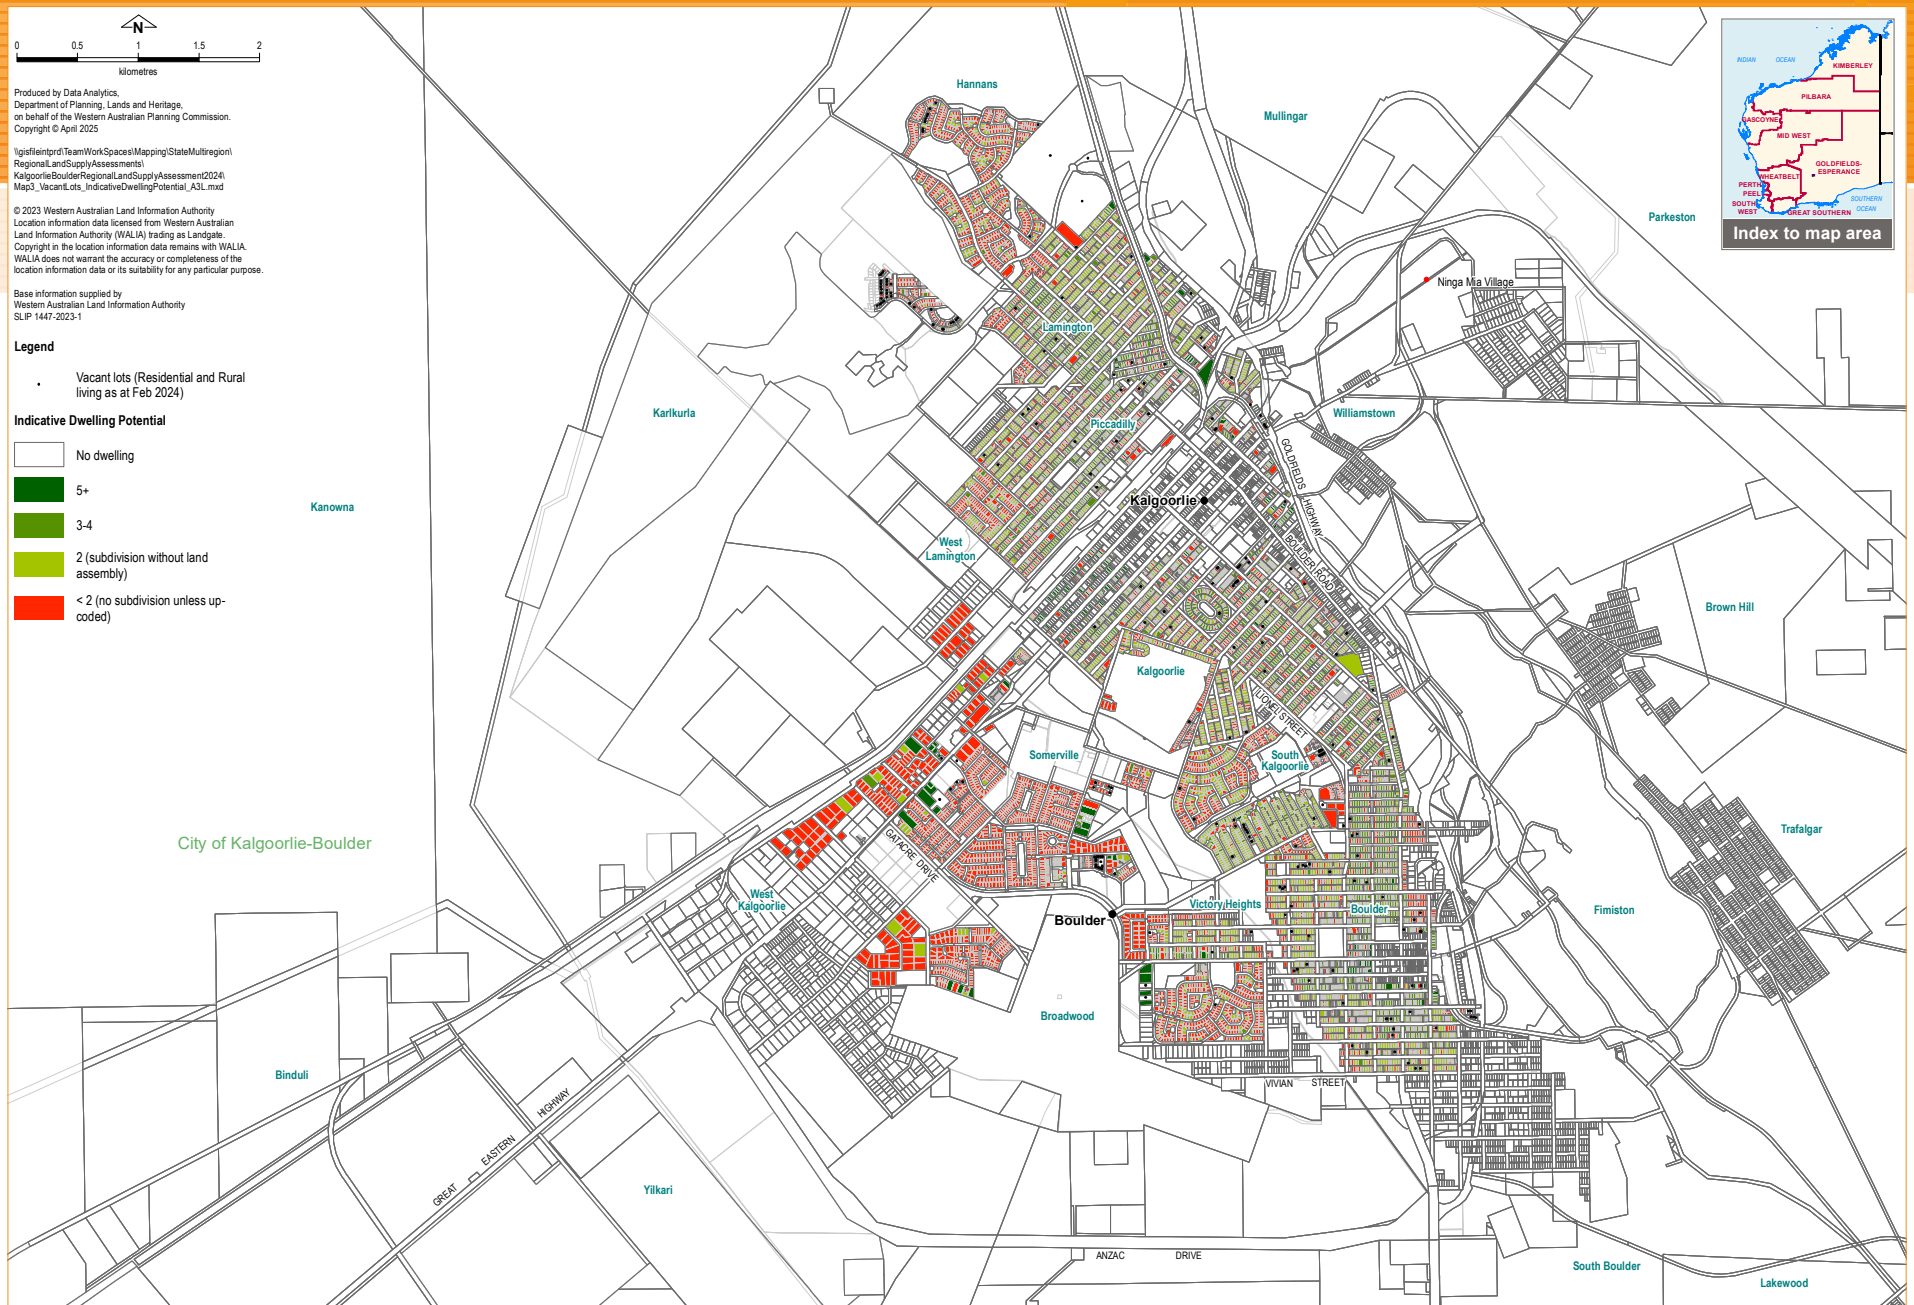 N
0 0.5 1 1.5 2
kilometres
Produced by Data Analytics,
Department of Planning, Lands and Heritage,
on behalf of the Western Australian Planning Commission.
Copyright © April 2025
\\gisfileintprd\TeamWorkSpaces\Mapping\StateMultiregion\
RegionalLandSupplyAssessments\
KalgoorlieBoulderRegionalLandSupplyAssessment2024\
Map3_VacantLots_IndicativeDwellingPotential_A3L.mxd
© 2023 Western Australian Land Information Authority
Location information data licensed from Western Australian
Land Information Authority (WALIA) trading as Landgate.
Copyright in the location information data remains with WALIA.
WALIA does not warrant the accuracy or completeness of the
location information data or its suitability for any particular purpose.
Base information supplied by
Western Australian Land Information Authority
SLIP 1447-2023-1
Legend
Vacant lots (Residential and Rural
living as at Feb 2024)
Indicative Dwelling Potential
No dwelling
5+
3-4
2 (subdivision without land
assembly)
< 2 (no subdivision unless up-
coded)
INDIAN OCEAN
KIMBERLEY
PILBARA
GASCOYNE
MID WEST
GOLDFIELDS-
ESPERANCE
WHEATBELT
PERTH
PEEL
SOUTH
WEST
GREAT SOUTHERN
SOUTHERN
OCEAN
Index to map area
Hannans
Mullingar
Parkeston
Ninga Mia Village
Lamington
Karlkurla
Piccadilly
Williamstown
GOLDFIELDS HIGHWAY
Kalgoorlie
Kanowna
BOULDER ROAD
West
Lamington
Brown Hill
Kalgoorlie
LIONEL STREET
Somerville
South
Kalgoorlie
Trafalgar
City of Kalgoorlie-Boulder
GATACRE DRIVE
West
Kalgoorlie
Victory Heights
Boulder
Boulder
Fimiston
Broadwood
Binduli
VIVIAN STREET
GREAT EASTERN HIGHWAY
Yilkari
ANZAC DRIVE
South Boulder
Lakewood